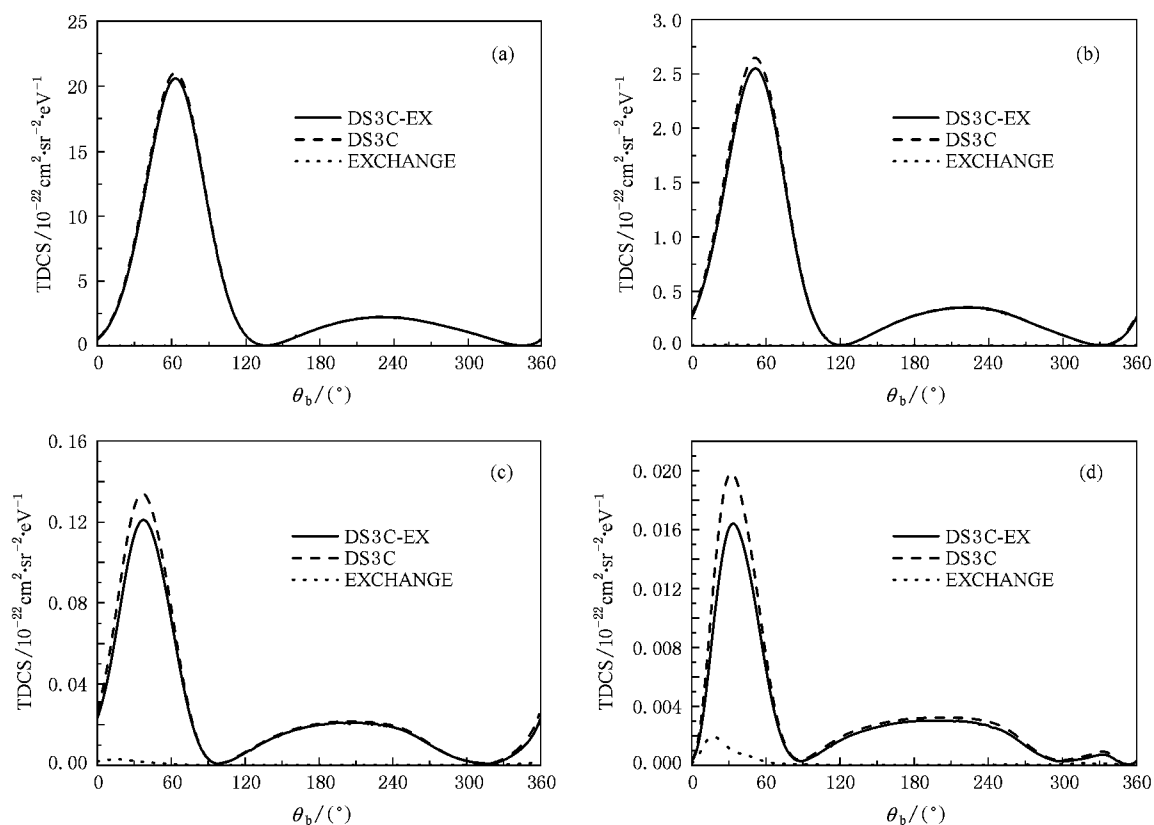 (a)
25
20
15
10
5
0
TDCS/10⁻²²cm²·sr⁻²·eV⁻¹
DS3C-EX
DS3C
EXCHANGE
0 60 120 180 240 300 360
θb/(°)
(b)
3.0
2.5
2.0
1.5
1.0
0.5
0
TDCS/10⁻²²cm²·sr⁻²·eV⁻¹
DS3C-EX
DS3C
EXCHANGE
0 60 120 180 240 300 360
θb/(°)
(c)
0.16
0.12
0.08
0.04
0.00
TDCS/10⁻²²cm²·sr⁻²·eV⁻¹
DS3C-EX
DS3C
EXCHANGE
0 60 120 180 240 300 360
θb/(°)
(d)
0.020
0.016
0.012
0.008
0.004
0.000
TDCS/10⁻²²cm²·sr⁻²·eV⁻¹
DS3C-EX
DS3C
EXCHANGE
0 60 120 180 240 300 360
θb/(°)